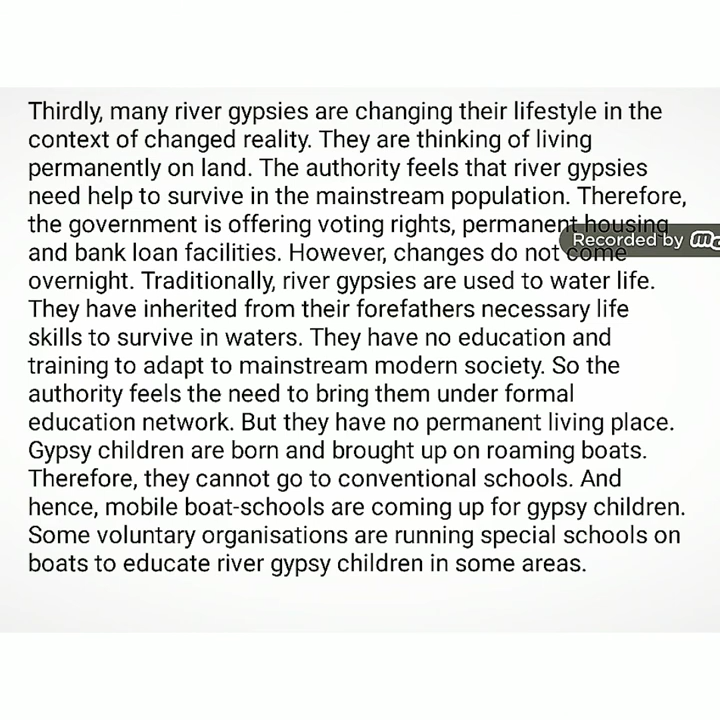 Thirdly, many river gypsies are changing their lifestyle in the
context of changed reality. They are thinking of living
permanently on land. The authority feels that river gypsies
need help to survive in the mainstream population. Therefore,
the government is offering voting rights, permanent housing
Recorded by
and bank loan facilities. However, changes do not come
overnight. Traditionally, river gypsies are used to water life.
They have inherited from their forefathers necessary life
skills to survive in waters. They have no education and
training to adapt to mainstream modern society. So the
authority feels the need to bring them under formal
education network. But they have no permanent living place.
Gypsy children are born and brought up on roaming boats.
Therefore, they cannot go to conventional schools. And
hence, mobile boat-schools are coming up for gypsy children.
Some voluntary organisations are running special schools on
boats to educate river gypsy children in some areas.